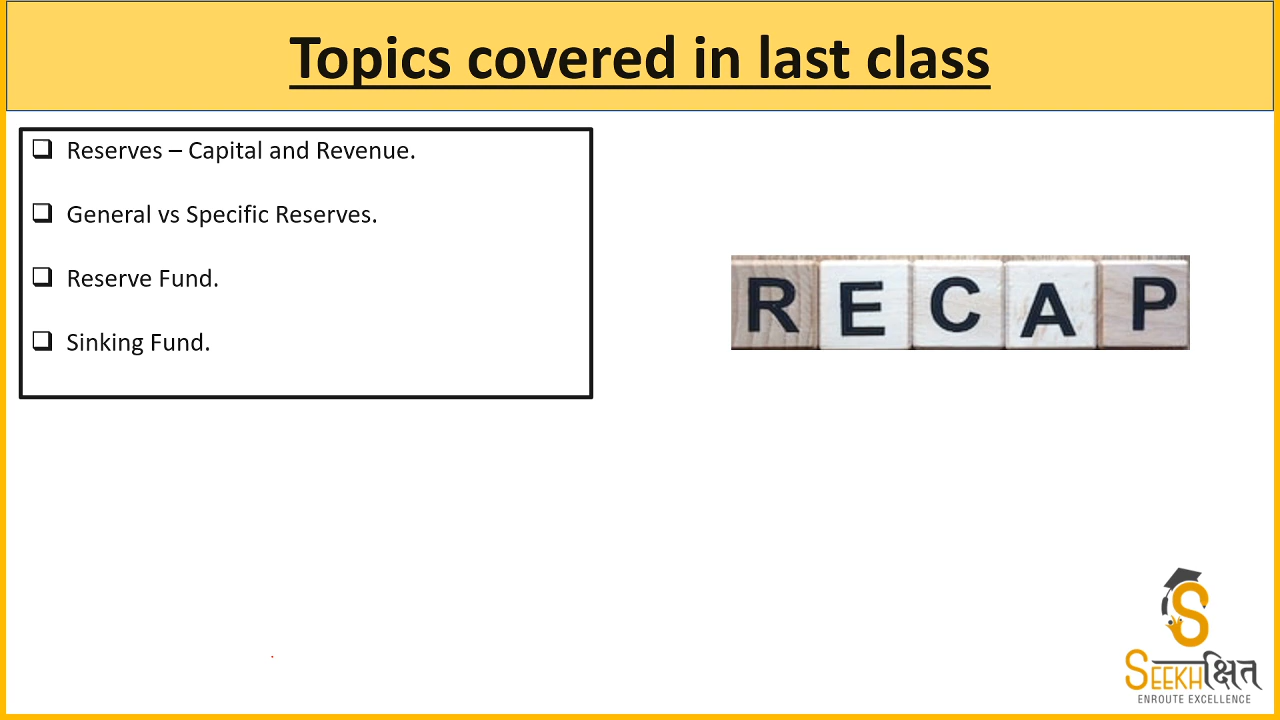 Topics covered in last class
❑ Reserves – Capital and Revenue.
❑ General vs Specific Reserves.
❑ Reserve Fund.
❑ Sinking Fund.
RECAP
S
SEEKHक्षित
ENROUTE EXCELLENCE